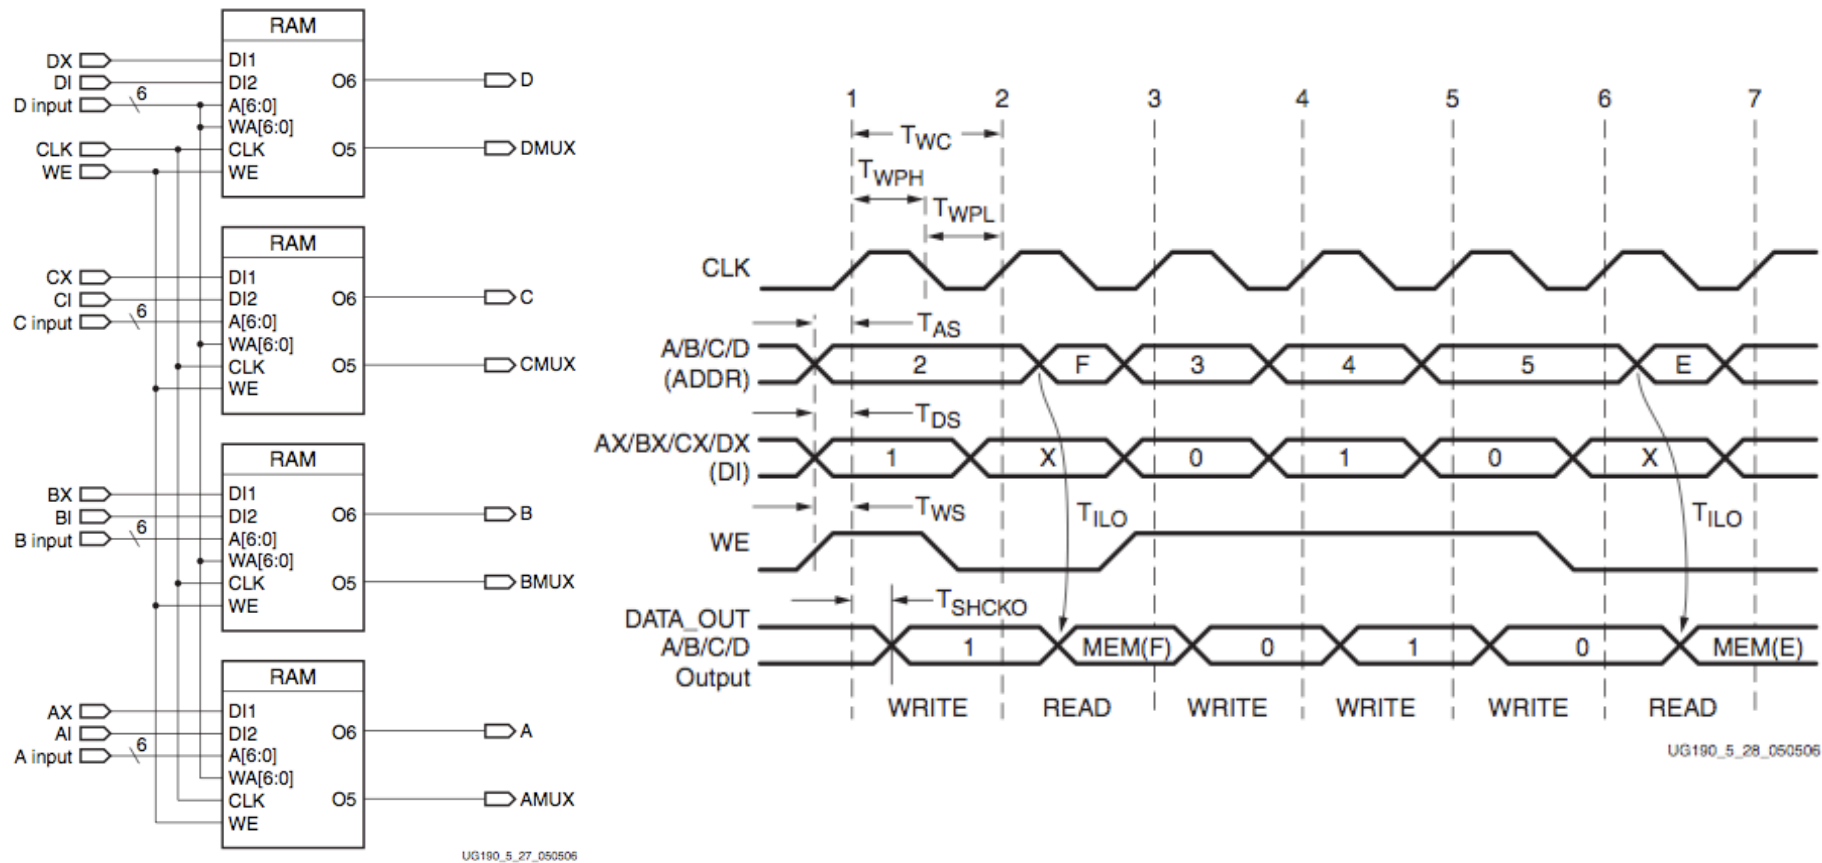 RAM
DX DI1
DI DI2 O6 D
D input 6 A[6:0]
WA[6:0]
CLK CLK O5 DMUX
WE WE
RAM
CX DI1
CI DI2 O6 C
C input 6 A[6:0]
WA[6:0]
CLK O5 CMUX
WE
RAM
BX DI1
BI DI2 O6 B
B input 6 A[6:0]
WA[6:0]
CLK O5 BMUX
WE
RAM
AX DI1
AI DI2 O6 A
A input 6 A[6:0]
WA[6:0]
CLK O5 AMUX
WE
UG190_5_27_050506
1 2 3 4 5 6 7
TWC
TWPH
TWPL
CLK
TAS
A/B/C/D 2 F 3 4 5 E
(ADDR)
TDS
AX/BX/CX/DX 1 X 0 1 0 X
(DI)
TWS TILO TILO
WE
TSHCKO
DATA_OUT
A/B/C/D 1 MEM(F) 0 1 0 MEM(E)
Output
WRITE READ WRITE WRITE WRITE READ
UG190_5_28_050506